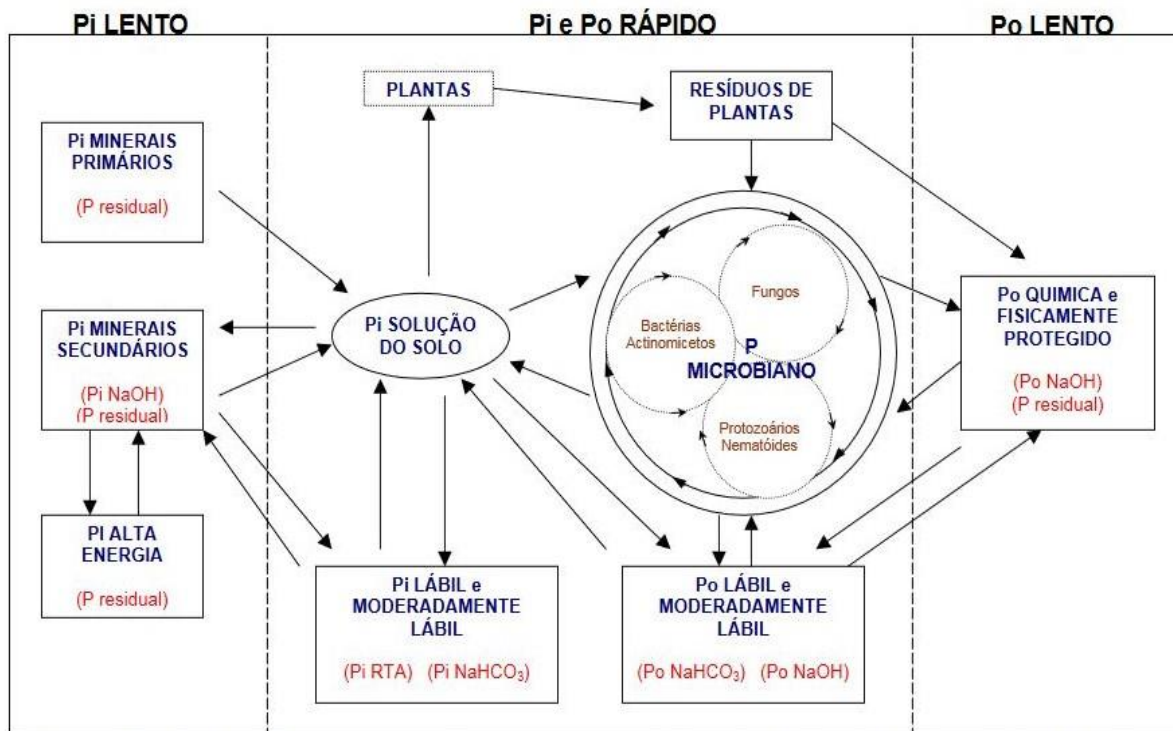 Pi LENTO
Pi e Po RÁPIDO
Po LENTO
PLANTAS
RESÍDUOS DE
PLANTAS
Pi MINERAIS
PRIMÁRIOS
(P residual)
Fungos
Pi MINERAIS
SECUNDÁRIOS
(Pi NaOH)
(P residual)
Pi SOLUÇÃO
DO SOLO
Bactérias
Actinomicetos
P
MICROBIANO
Protozoários
Nematóides
Po QUIMICA e
FISICAMENTE
PROTEGIDO
(Po NaOH)
(P residual)
PI ALTA
ENERGIA
(P residual)
Pi LÁBIL e
MODERADAMENTE
LÁBIL
(Pi RTA) (Pi NaHCO₃)
Po LÁBIL e
MODERADAMENTE
LÁBIL
(Po NaHCO₃) (Po NaOH)